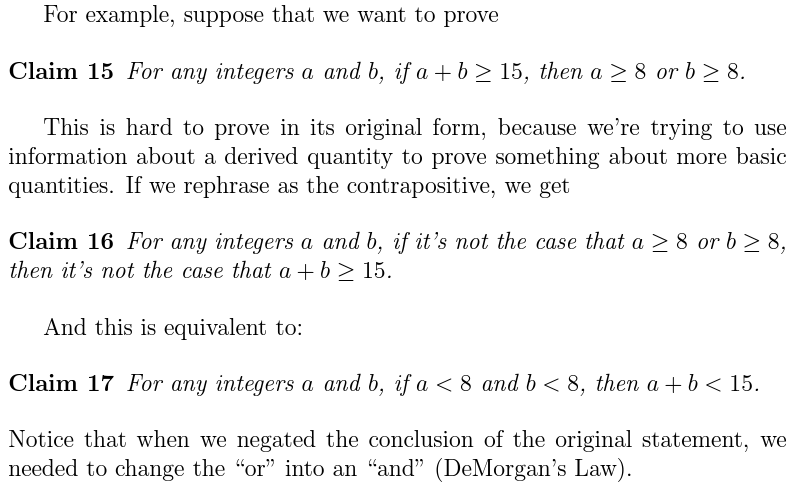 For example, suppose that we want to prove
Claim 15 For any integers a and b, if a + b ≥ 15, then a ≥ 8 or b ≥ 8.
This is hard to prove in its original form, because we're trying to use
information about a derived quantity to prove something about more basic
quantities. If we rephrase as the contrapositive, we get
Claim 16 For any integers a and b, if it's not the case that a ≥ 8 or b ≥ 8,
then it's not the case that a + b ≥ 15.
And this is equivalent to:
Claim 17 For any integers a and b, if a < 8 and b < 8, then a + b < 15.
Notice that when we negated the conclusion of the original statement, we
needed to change the “or” into an “and” (DeMorgan's Law).